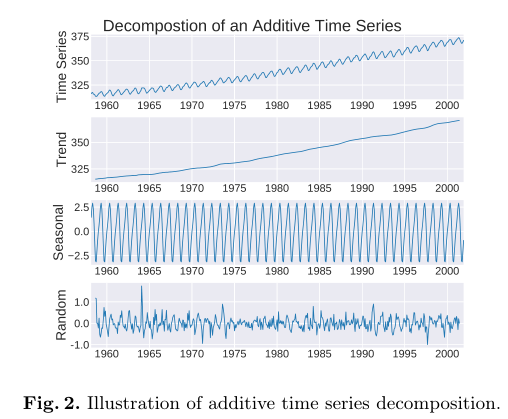 Decompostion of an Additive Time Series
Time Series
375
350
325
1960 1965 1970 1975 1980 1985 1990 1995 2000
Trend
350
325
1960 1965 1970 1975 1980 1985 1990 1995 2000
Seasonal
2.5
0.0
−2.5
1960 1965 1970 1975 1980 1985 1990 1995 2000
Random
1.0
0.0
-1.0
1960 1965 1970 1975 1980 1985 1990 1995 2000
Fig. 2. Illustration of additive time series decomposition.